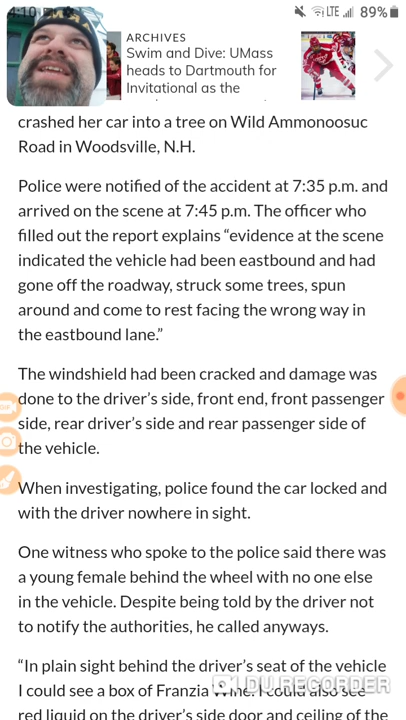 4:10
LTE
89%
ARCHIVES
Swim and Dive: UMass
heads to Dartmouth for
Invitational as the
crashed her car into a tree on Wild Ammonoosuc
Road in Woodsville, N.H.
Police were notified of the accident at 7:35 p.m. and
arrived on the scene at 7:45 p.m. The officer who
filled out the report explains “evidence at the scene
indicated the vehicle had been eastbound and had
gone off the roadway, struck some trees, spun
around and come to rest facing the wrong way in
the eastbound lane.”
The windshield had been cracked and damage was
done to the driver’s side, front end, front passenger
side, rear driver’s side and rear passenger side of
the vehicle.
When investigating, police found the car locked and
with the driver nowhere in sight.
One witness who spoke to the police said there was
a young female behind the wheel with no one else
in the vehicle. Despite being told by the driver not
to notify the authorities, he called anyways.
“In plain sight behind the driver’s seat of the vehicle
I could see a box of Franzia Wine. I could also see
DU RECORDER
red liquid on the driver’s side door and ceiling of the